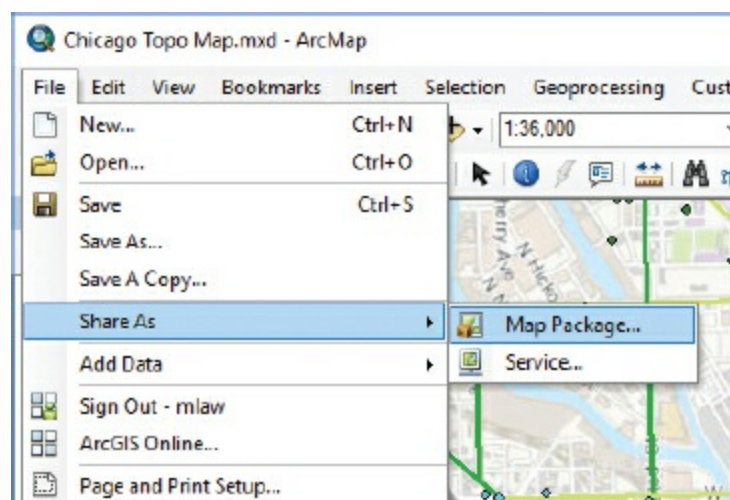 Chicago Topo Map.mxd - ArcMap
File Edit View Bookmarks Insert Selection Geoprocessing Cust
New... Ctrl+N
1:36,000
Open... Ctrl+O
Save Ctrl+S
Save As...
Save A Copy...
Share As
Map Package...
Add Data
Service...
Sign Out - mlaw
ArcGIS Online...
Page and Print Setup...